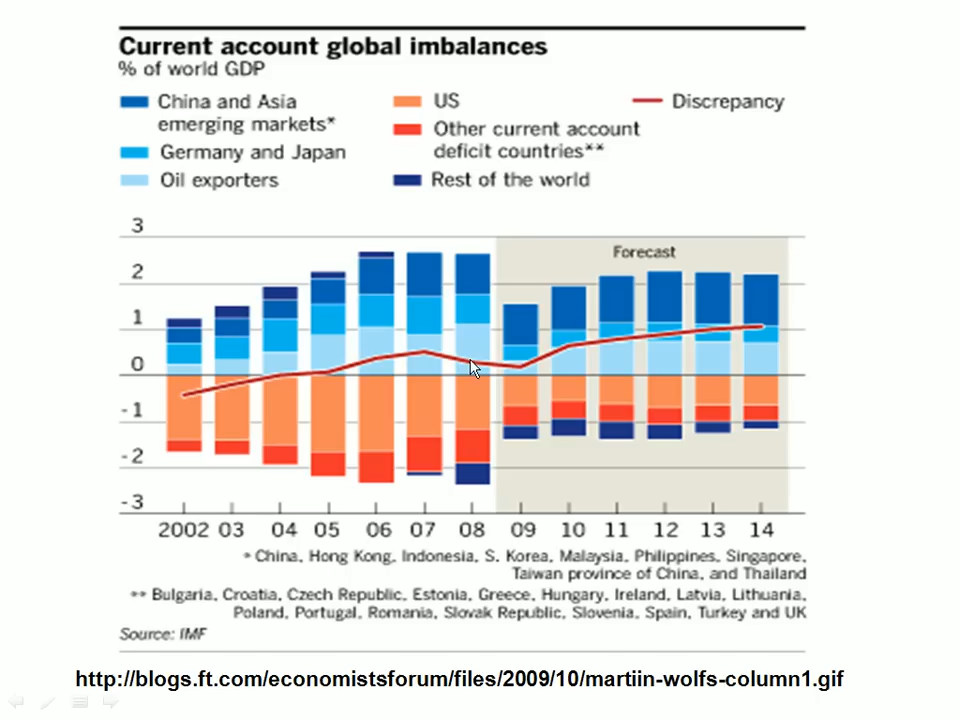 Current account global imbalances
% of world GDP
China and Asia
emerging markets*
Germany and Japan
Oil exporters
US
Other current account
deficit countries**
Rest of the world
Discrepancy
Forecast
3
2
1
0
-1
-2
-3
2002 03 04 05 06 07 08 09 10 11 12 13 14
* China, Hong Kong, Indonesia, S. Korea, Malaysia, Philippines, Singapore,
Taiwan province of China, and Thailand
** Bulgaria, Croatia, Czech Republic, Estonia, Greece, Hungary, Ireland, Latvia, Lithuania,
Poland, Portugal, Romania, Slovak Republic, Slovenia, Spain, Turkey and UK
Source: IMF
http://blogs.ft.com/economistsforum/files/2009/10/martiin-wolfs-column1.gif